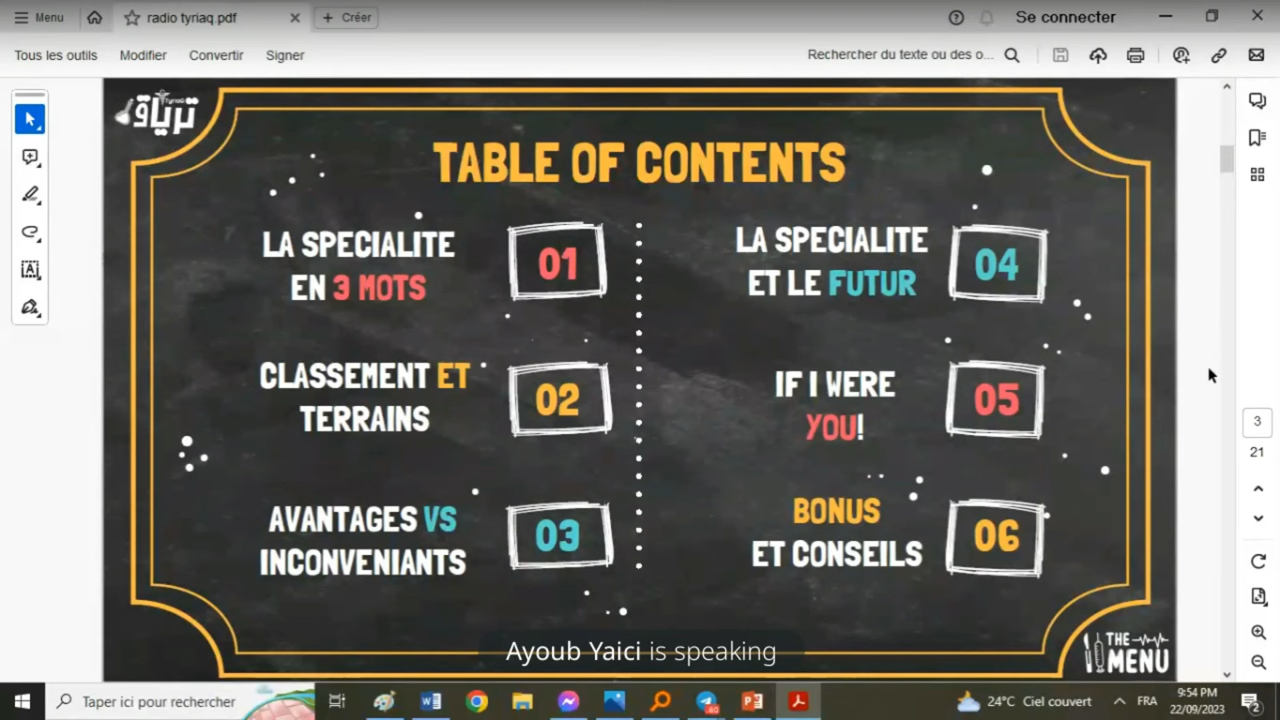 Menu
radio tyriaq.pdf
Créer
Se connecter
Tous les outils
Modifier
Convertir
Signer
Rechercher du texte ou des o...
ترياق
Tyriaq
TABLE OF CONTENTS
LA SPECIALITE
EN 3 MOTS
01
CLASSEMENT ET
TERRAINS
02
AVANTAGES VS
INCONVENIANTS
03
LA SPECIALITE
ET LE FUTUR
04
IF I WERE
YOU!
05
BONUS
ET CONSEILS
06
3
21
THE
MENU
Ayoub Yaici is speaking
Taper ici pour rechercher
24°C Ciel couvert
FRA
9:54 PM
22/09/2023
2